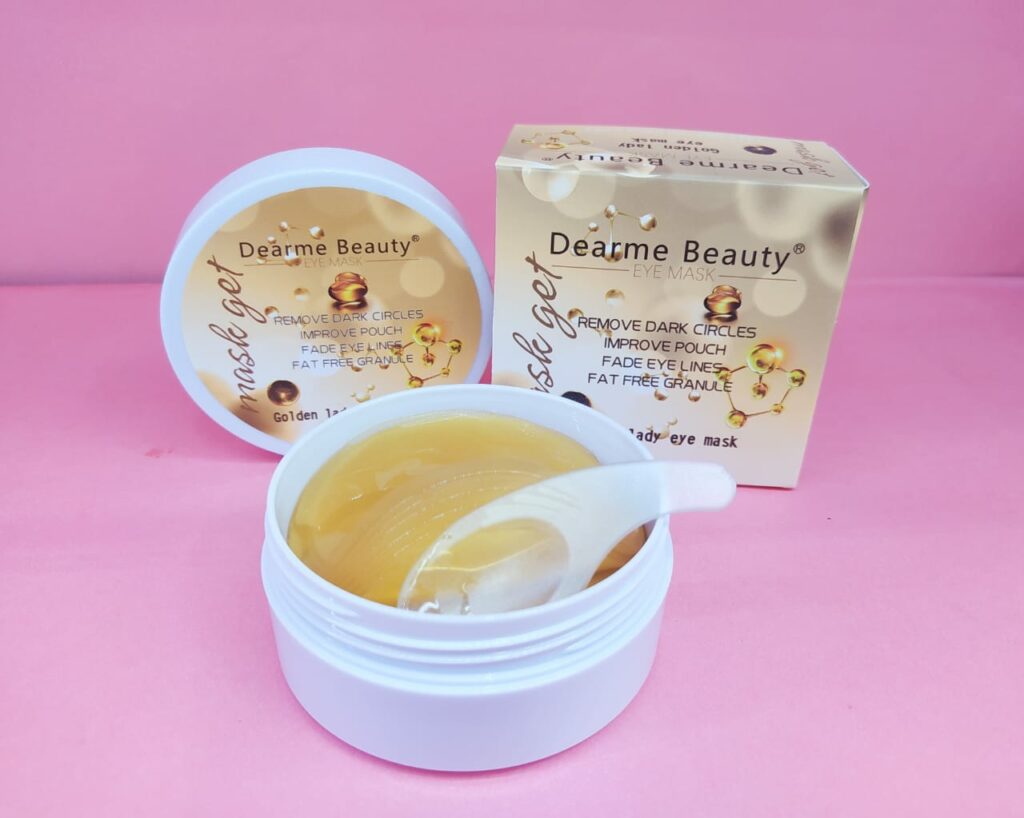 Dearme Beauty®
EYE MASK
mask get
REMOVE DARK CIRCLES
IMPROVE POUCH
FADE EYE LINES
FAT FREE GRANULE
Golden
mask get
Dearme Beauty®
Golden lady
eye mask
Dearme Beauty®
EYE MASK
get
REMOVE DARK CIRCLES
IMPROVE POUCH
FADE EYE LINES
FAT FREE GRANULE
lady eye mask